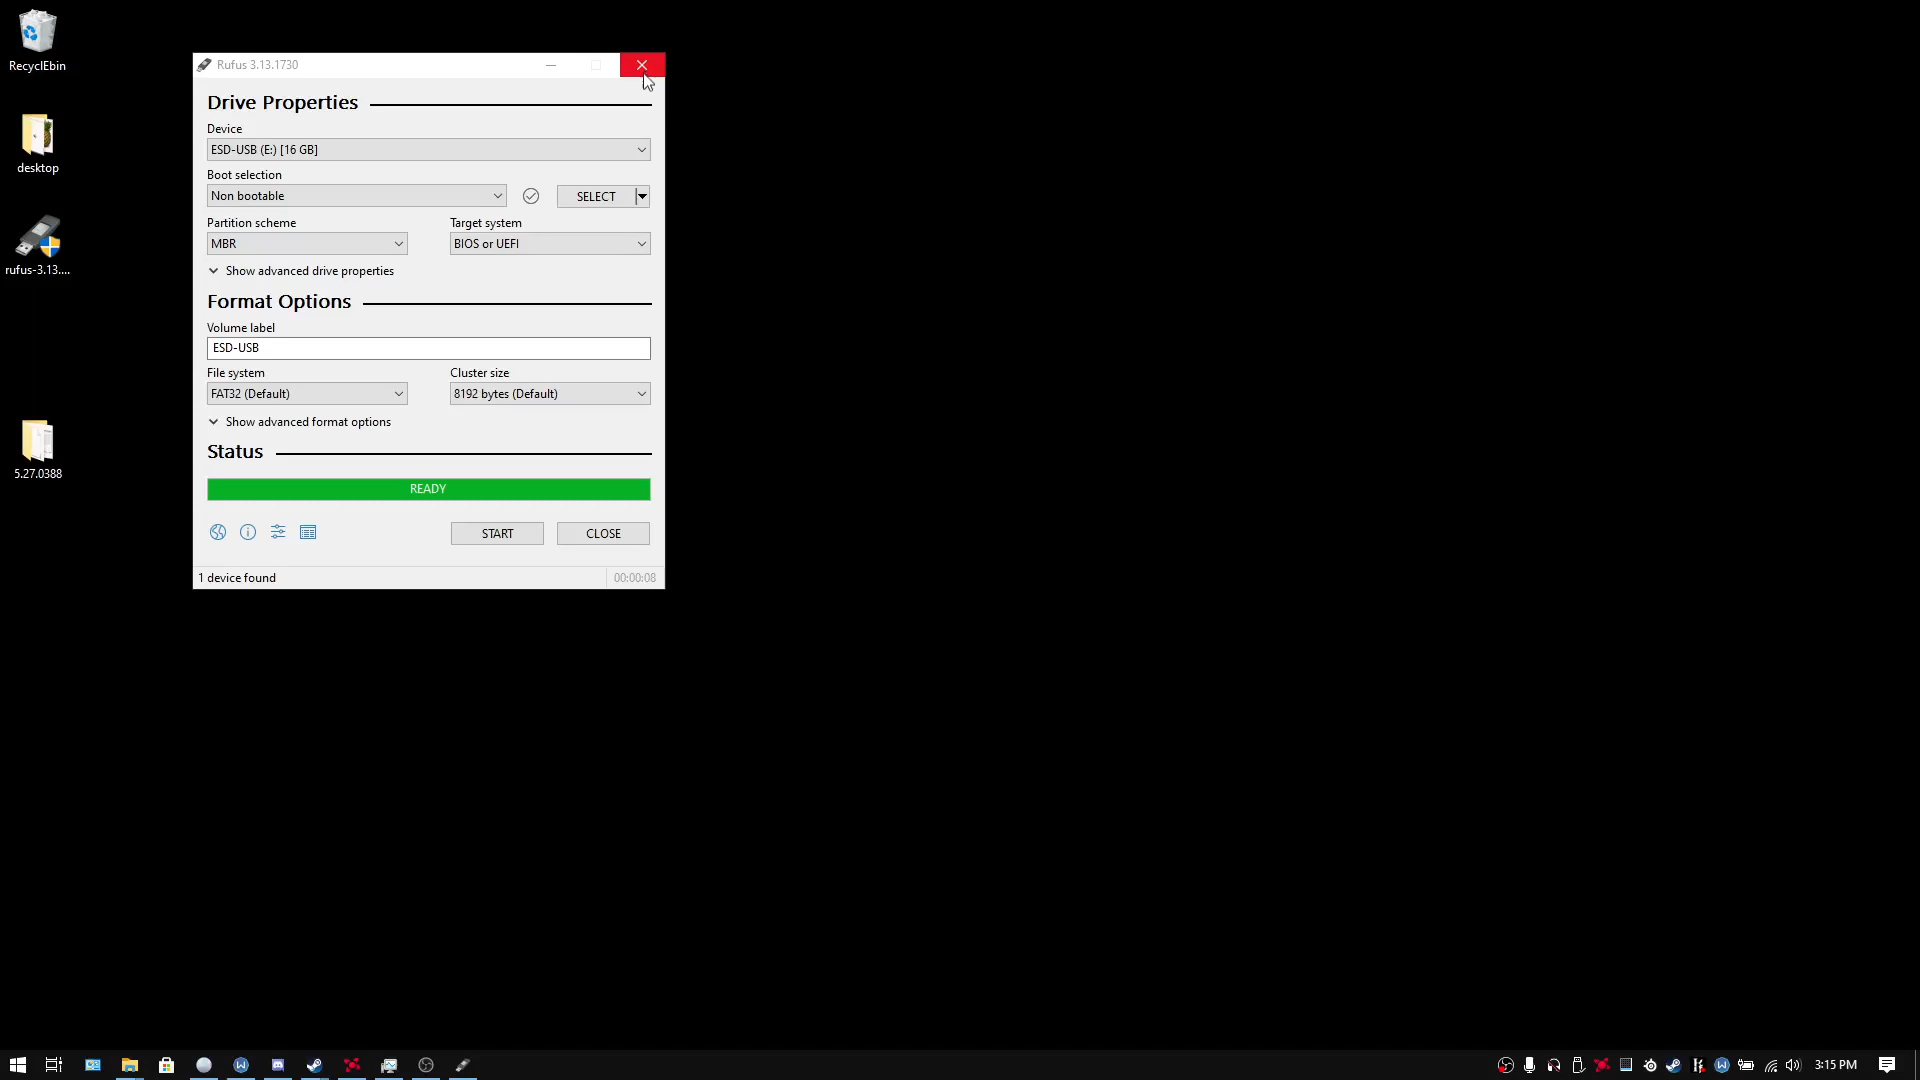 RecyclEbin
desktop
rufus-3.13....
5.27.0388
Rufus 3.13.1730
Drive Properties
Device
ESD-USB (E:) [16 GB]
Boot selection
Non bootable
SELECT
Partition scheme
Target system
MBR
BIOS or UEFI
Show advanced drive properties
Format Options
Volume label
ESD-USB
File system
Cluster size
FAT32 (Default)
8192 bytes (Default)
Show advanced format options
Status
READY
START
CLOSE
1 device found
00:00:08
3:15 PM